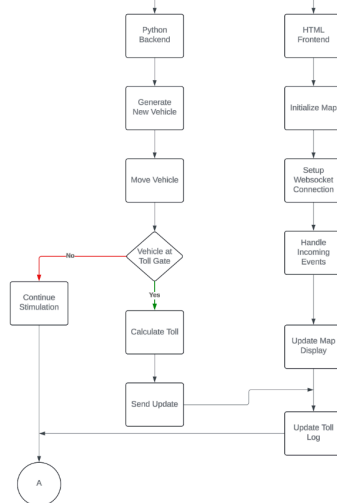 Python
Backend
HTML
Frontend
Generate
New Vehicle
Initialize Map
Move Vehicle
Setup
Websocket
Connection
Vehicle at
Toll Gate
No
Handle
Incoming
Events
Yes
Continue
Stimulation
Calculate Toll
Update Map
Display
Send Update
Update Toll
Log
A